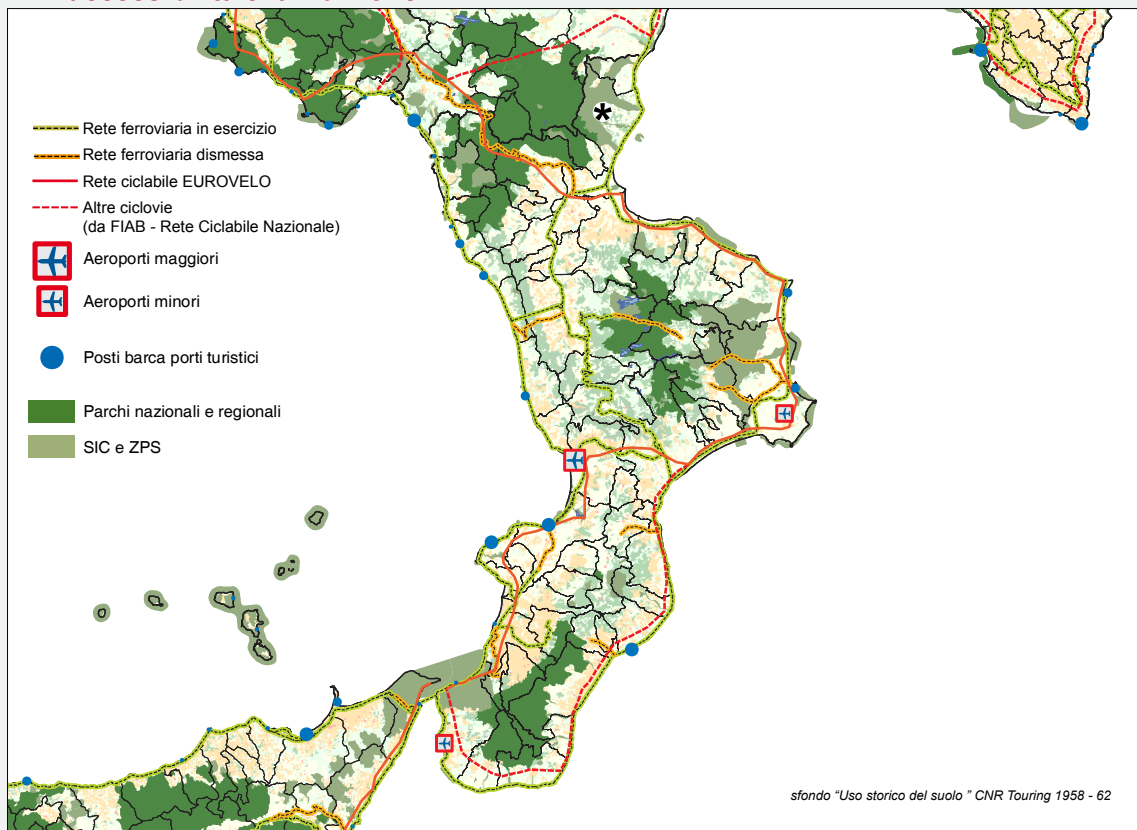 Rete ferroviaria in esercizio
Rete ferroviaria dismessa
Rete ciclabile EUROVELO
Altre ciclovie
(da FIAB - Rete Ciclabile Nazionale)
Aeroporti maggiori
Aeroporti minori
Posti barca porti turistici
Parchi nazionali e regionali
SIC e ZPS
*
sfondo “Uso storico del suolo ” CNR Touring 1958 - 62